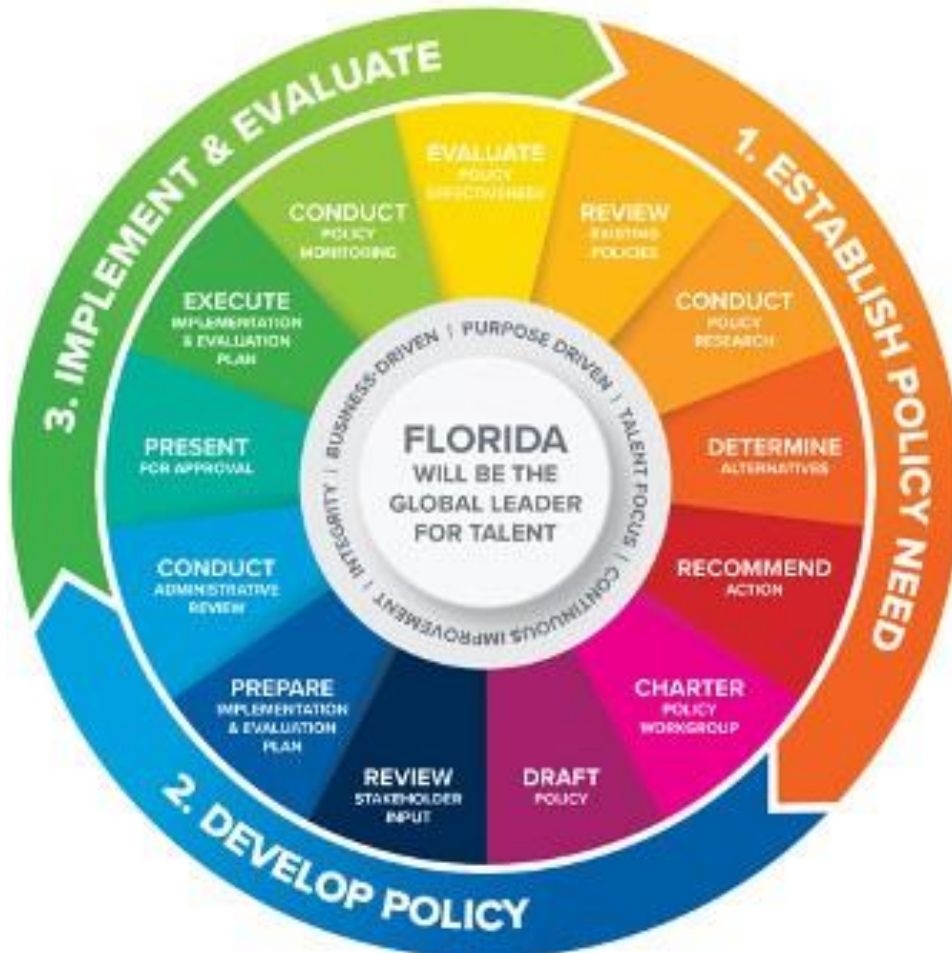 1. ESTABLISH POLICY NEED
2. DEVELOP POLICY
3. IMPLEMENT & EVALUATE
REVIEW
EXISTING
POLICIES
CONDUCT
POLICY
RESEARCH
DETERMINE
ALTERNATIVES
RECOMMEND
ACTION
CHARTER
POLICY
WORKGROUP
DRAFT
POLICY
REVIEW
STAKEHOLDER
INPUT
PREPARE
IMPLEMENTATION
& EVALUATION
PLAN
CONDUCT
ADMINISTRATIVE
REVIEW
PRESENT
FOR APPROVAL
EXECUTE
IMPLEMENTATION
& EVALUATION
PLAN
CONDUCT
POLICY
MONITORING
EVALUATE
POLICY
EFFECTIVENESS
BUSINESS-DRIVEN | PURPOSE DRIVEN | TALENT FOCUS | CONTINUOUS IMPROVEMENT | INTEGRITY |
FLORIDA
WILL BE THE
GLOBAL LEADER
FOR TALENT